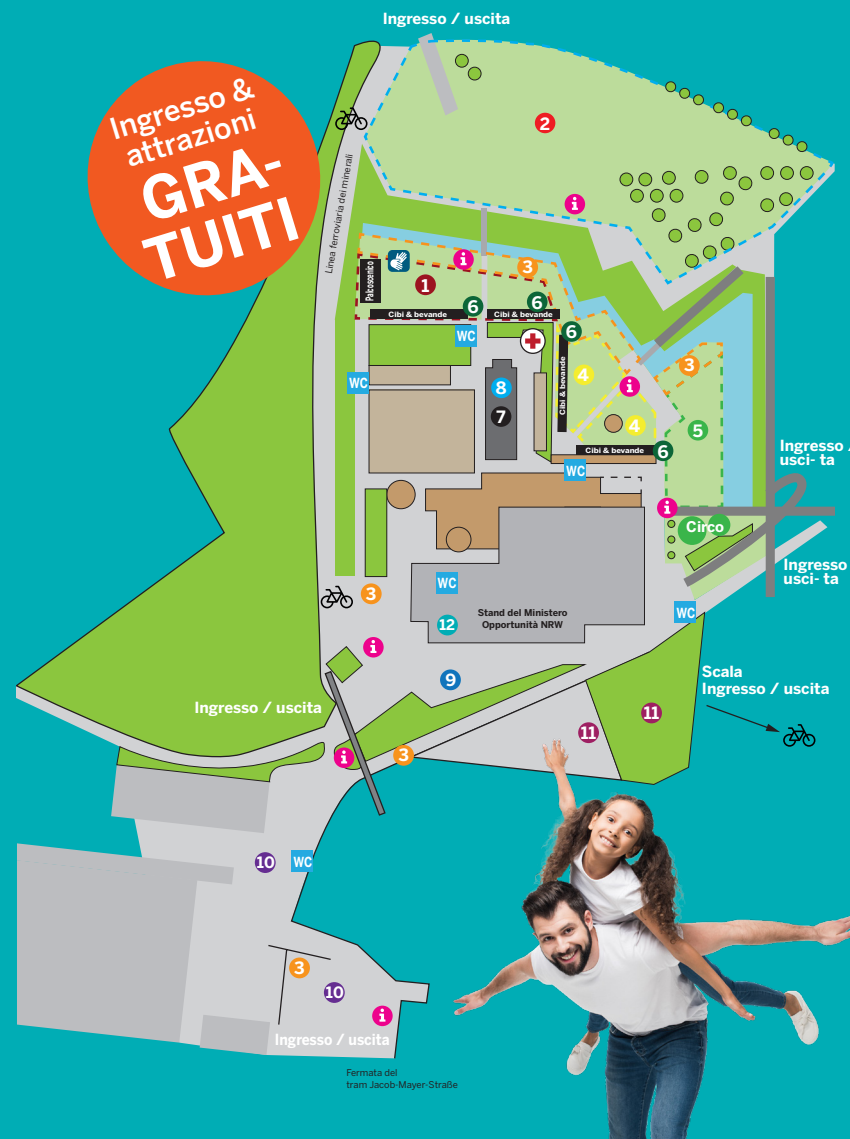 Ingresso / uscita
Ingresso &
attrazioni
GRA-
TUITI
Linea ferroviaria dei minerali
2
i
Palcoscenico
i
3
1
6
6
Cibi & bevande
Cibi & bevande
WC
6
3
WC
8
7
Cibi & bevande
4
i
4
5
Cibi & bevande
6
WC
Ingresso /
usci- ta
i
Circo
Ingresso
usci- ta
WC
3
12
Stand del Ministero
Opportunità NRW
WC
i
9
Scala
Ingresso / uscita
Ingresso / uscita
11
11
i
3
10
WC
3
10
i
Ingresso / uscita
Fermata del
tram Jacob-Mayer-Straße